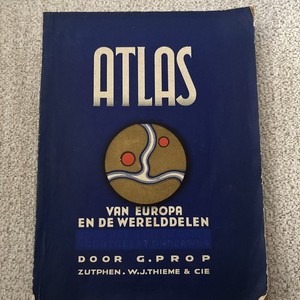 ATLAS
VAN EUROPA
EN DE WERELDDELEN
DOOR G. PROP
ZUTPHEN. W.J. THIEME & CIE